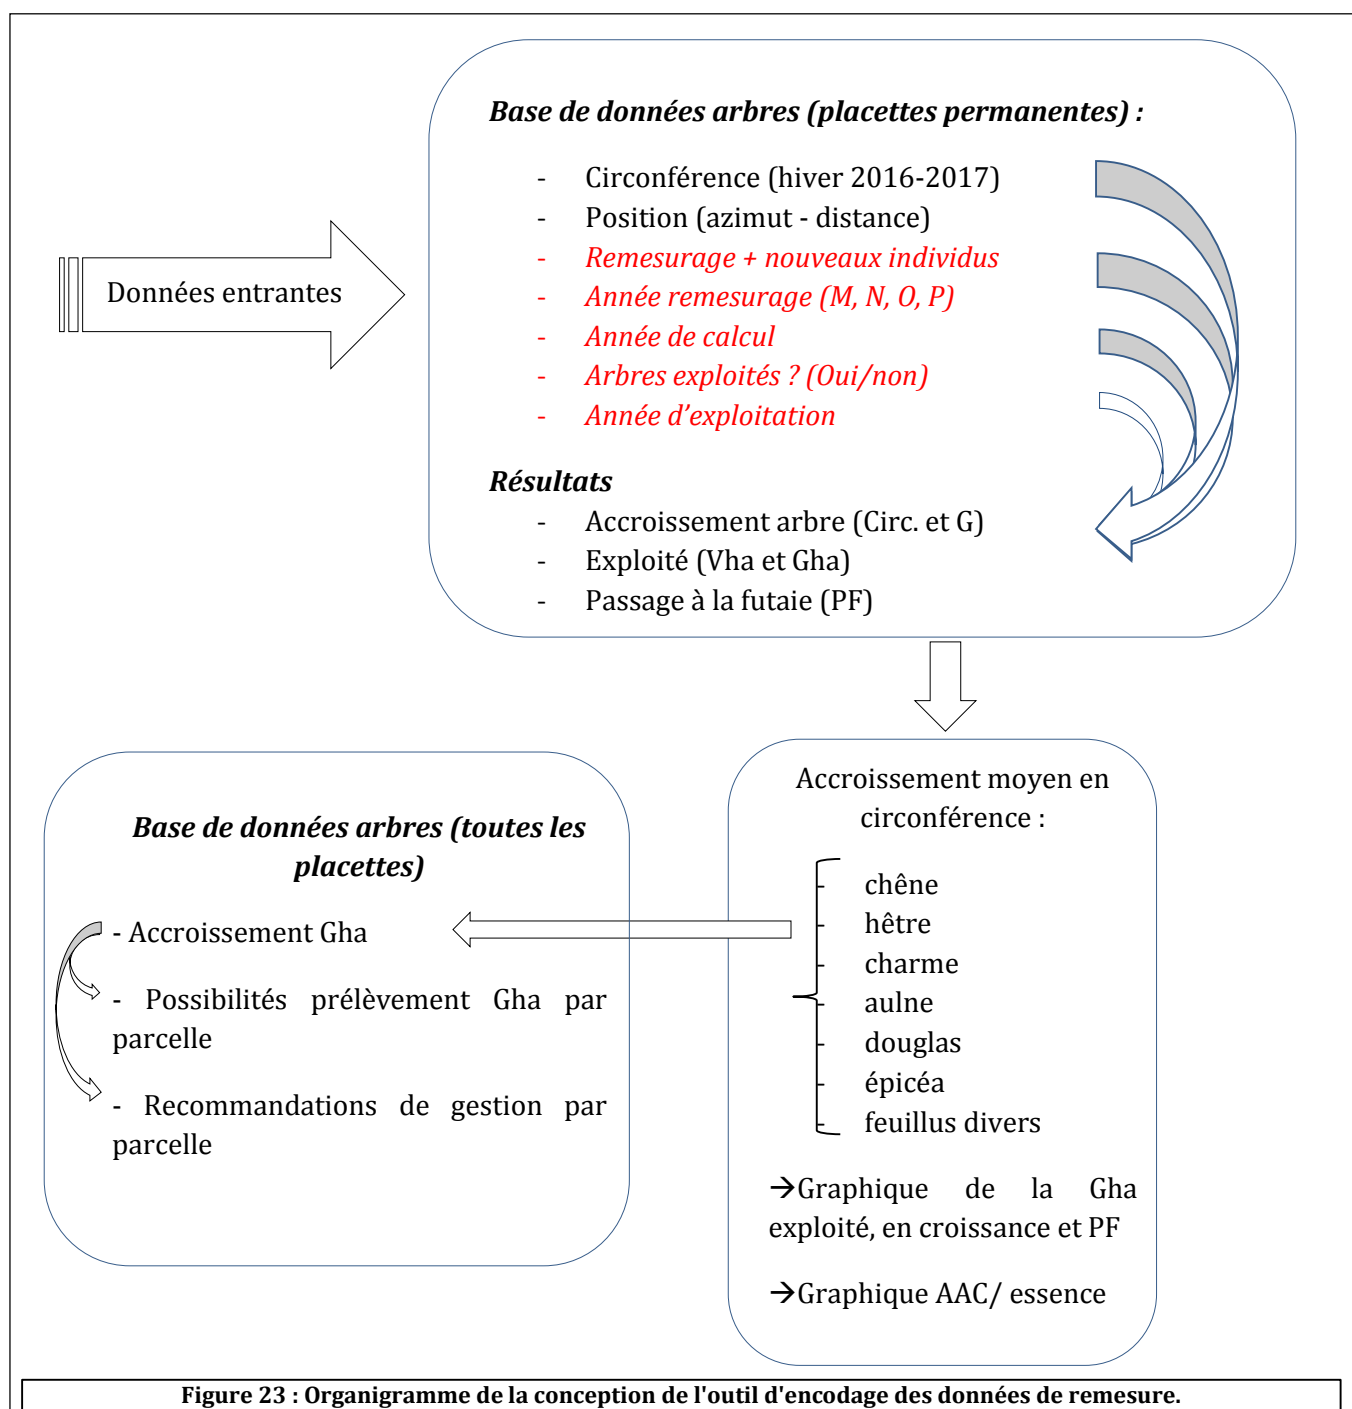 Base de données arbres (placettes permanentes) :
- Circonférence (hiver 2016-2017)
- Position (azimut - distance)
- Remesurage + nouveaux individus
- Année remesurage (M, N, O, P)
- Année de calcul
- Arbres exploités ? (Oui/non)
- Année d’exploitation
Données entrantes
Résultats
- Accroissement arbre (Circ. et G)
- Exploité (Vha et Gha)
- Passage à la futaie (PF)
Accroissement moyen en
circonférence :
- chêne
- hêtre
- charme
- aulne
- douglas
- épicéa
- feuillus divers
→Graphique de la Gha
exploité, en croissance et PF
→Graphique AAC/ essence
Base de données arbres (toutes les
placettes)
- Accroissement Gha
- Possibilités prélèvement Gha par
parcelle
- Recommandations de gestion par
parcelle
Figure 23 : Organigramme de la conception de l'outil d'encodage des données de remesure.